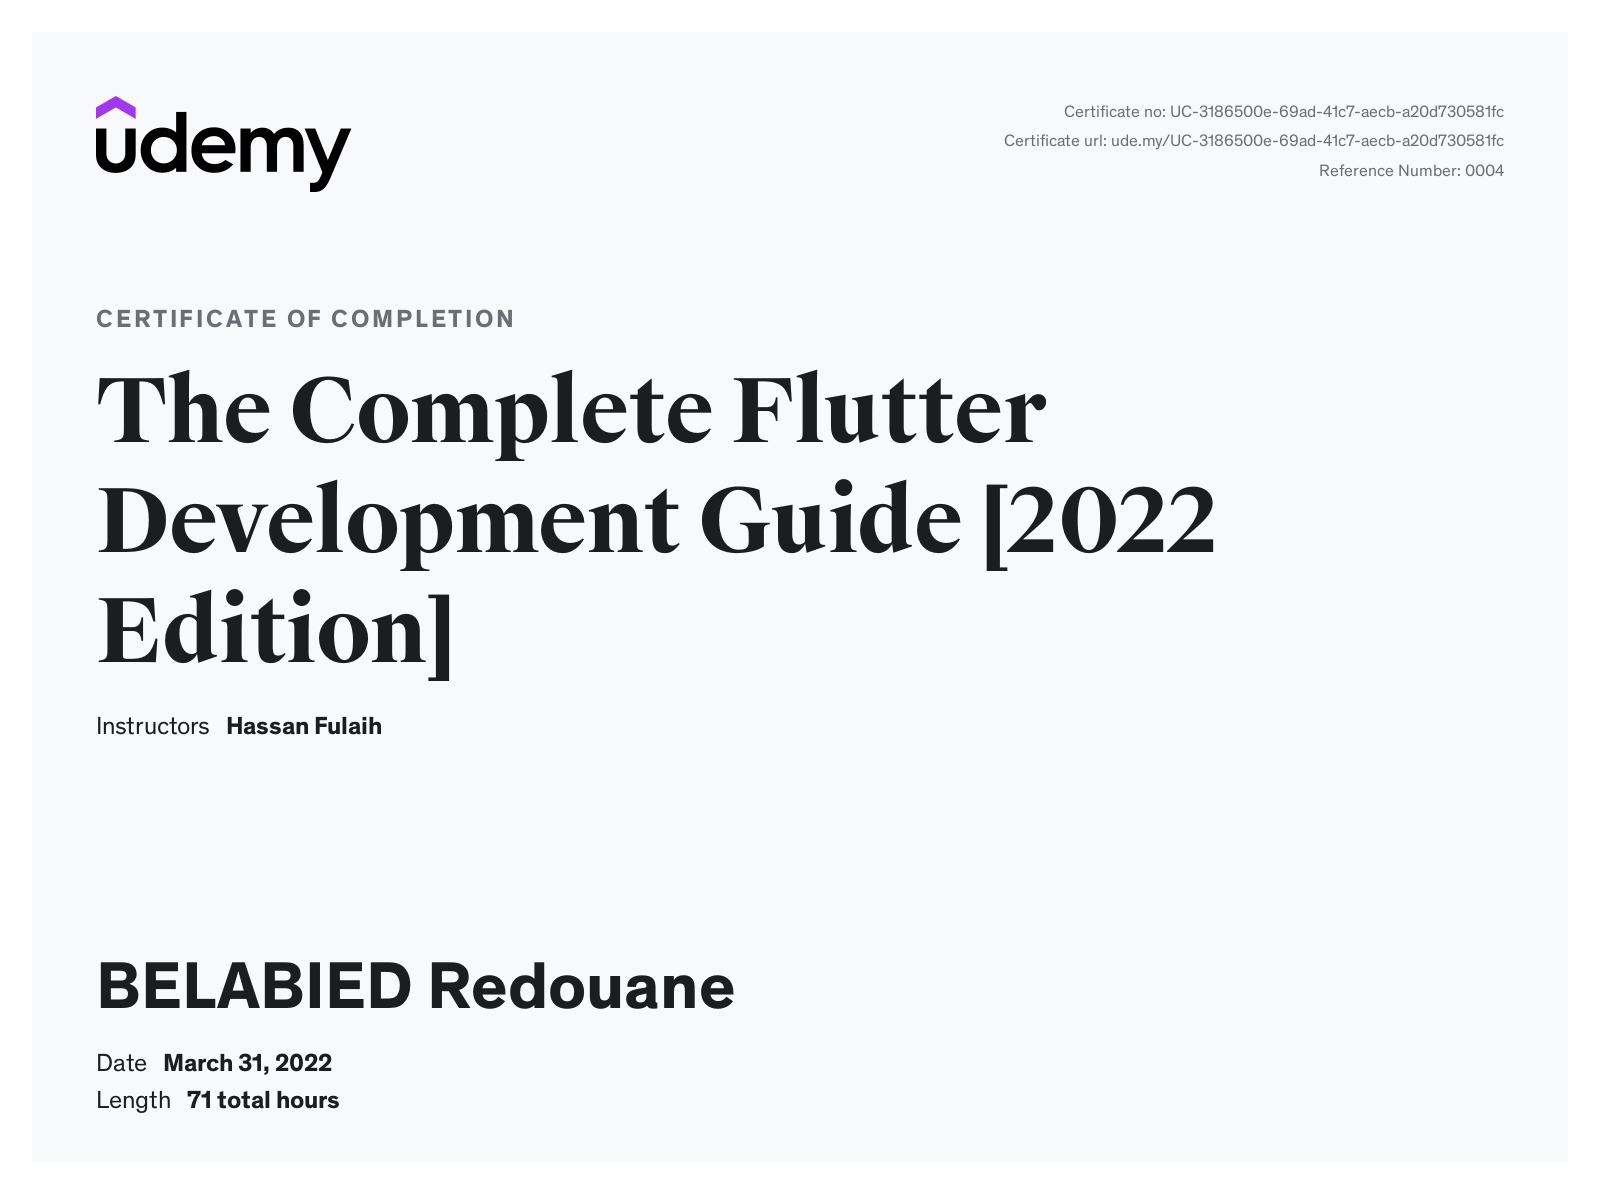 udemy
Certificate no: UC-3186500e-69ad-41c7-aecb-a20d730581fc
Certificate url: ude.my/UC-3186500e-69ad-41c7-aecb-a20d730581fc
Reference Number: 0004
CERTIFICATE OF COMPLETION
The Complete Flutter
Development Guide [2022
Edition]
Instructors Hassan Fulaih
BELABIED Redouane
Date March 31, 2022
Length 71 total hours